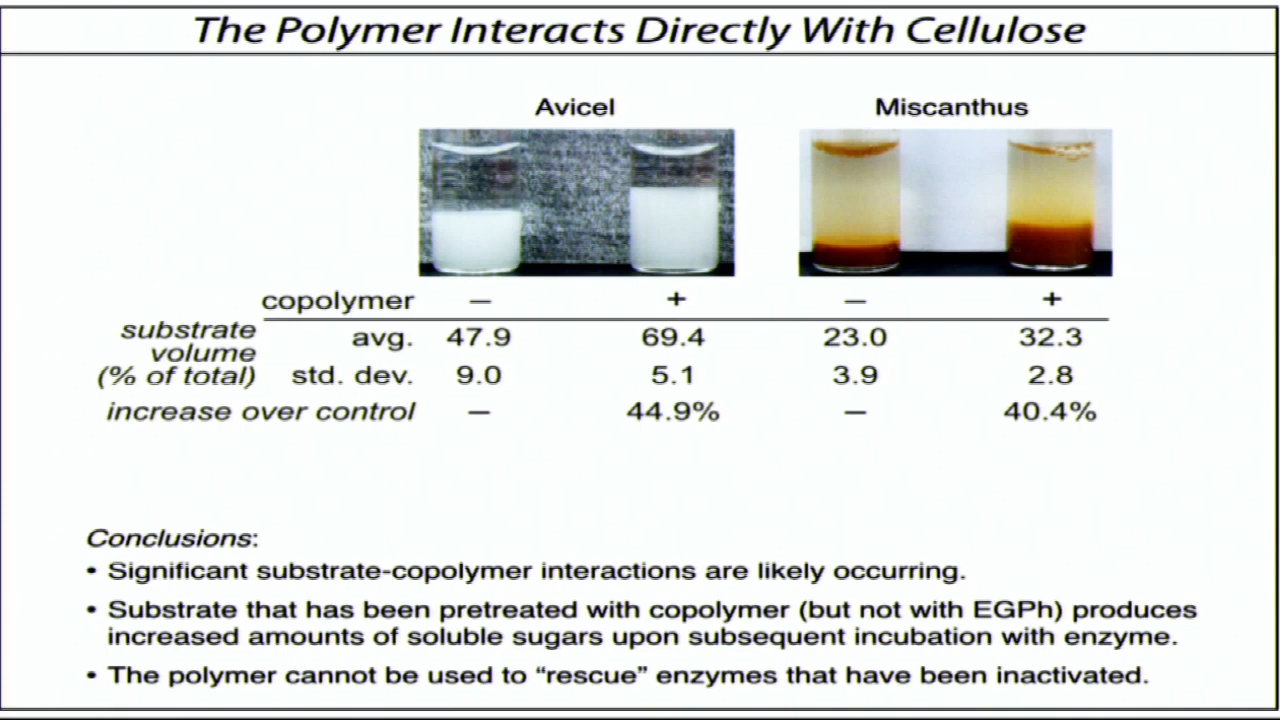 The Polymer Interacts Directly With Cellulose
Avicel Miscanthus
copolymer – + – +
substrate volume (% of total) avg. 47.9 69.4 23.0 32.3
std. dev. 9.0 5.1 3.9 2.8
increase over control – 44.9% – 40.4%
Conclusions:
• Significant substrate-copolymer interactions are likely occurring.
• Substrate that has been pretreated with copolymer (but not with EGPh) produces
increased amounts of soluble sugars upon subsequent incubation with enzyme.
• The polymer cannot be used to “rescue” enzymes that have been inactivated.